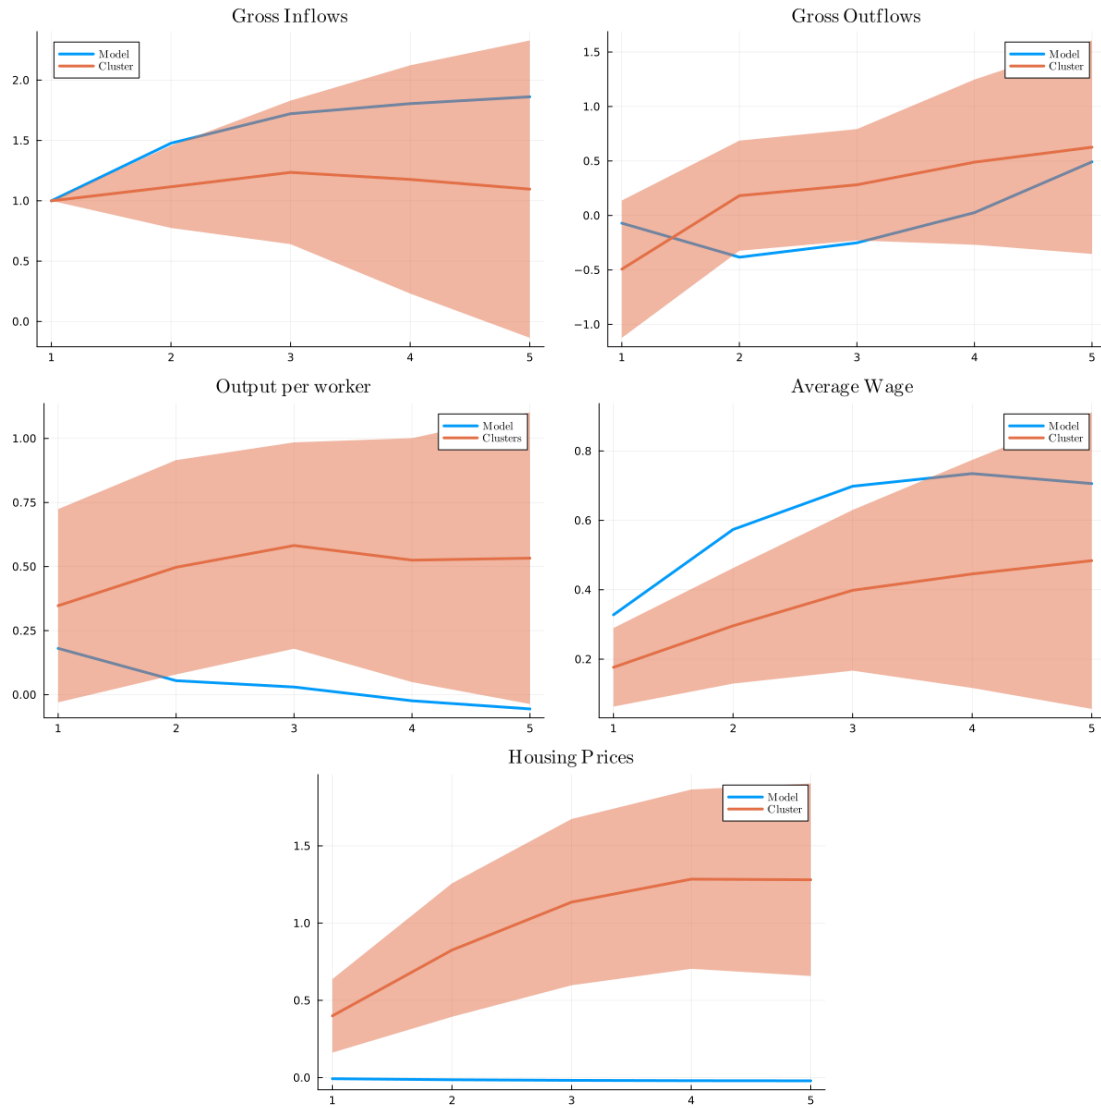 Gross Inflows
Model
Cluster
2.0
1.5
1.0
0.5
0.0
1 2 3 4 5
Gross Outflows
Model
Cluster
1.5
1.0
0.5
0.0
−0.5
−1.0
1 2 3 4 5
Output per worker
Model
Clusters
1.00
0.75
0.50
0.25
0.00
1 2 3 4 5
Average Wage
Model
Cluster
0.8
0.6
0.4
0.2
1 2 3 4 5
Housing Prices
Model
Cluster
1.5
1.0
0.5
0.0
1 2 3 4 5